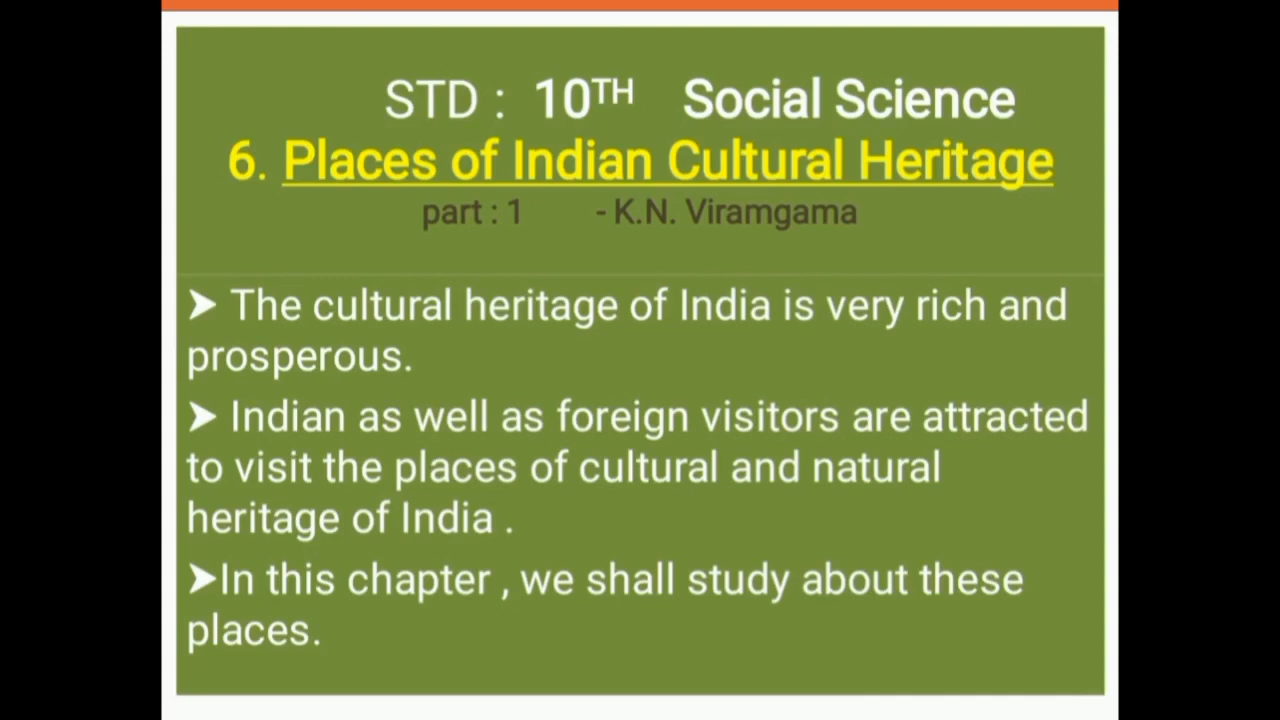 STD : 10TH Social Science
6. Places of Indian Cultural Heritage
part : 1 - K.N. Viramgama
➤ The cultural heritage of India is very rich and
prosperous.
➤ Indian as well as foreign visitors are attracted
to visit the places of cultural and natural
heritage of India .
➤In this chapter , we shall study about these
places.